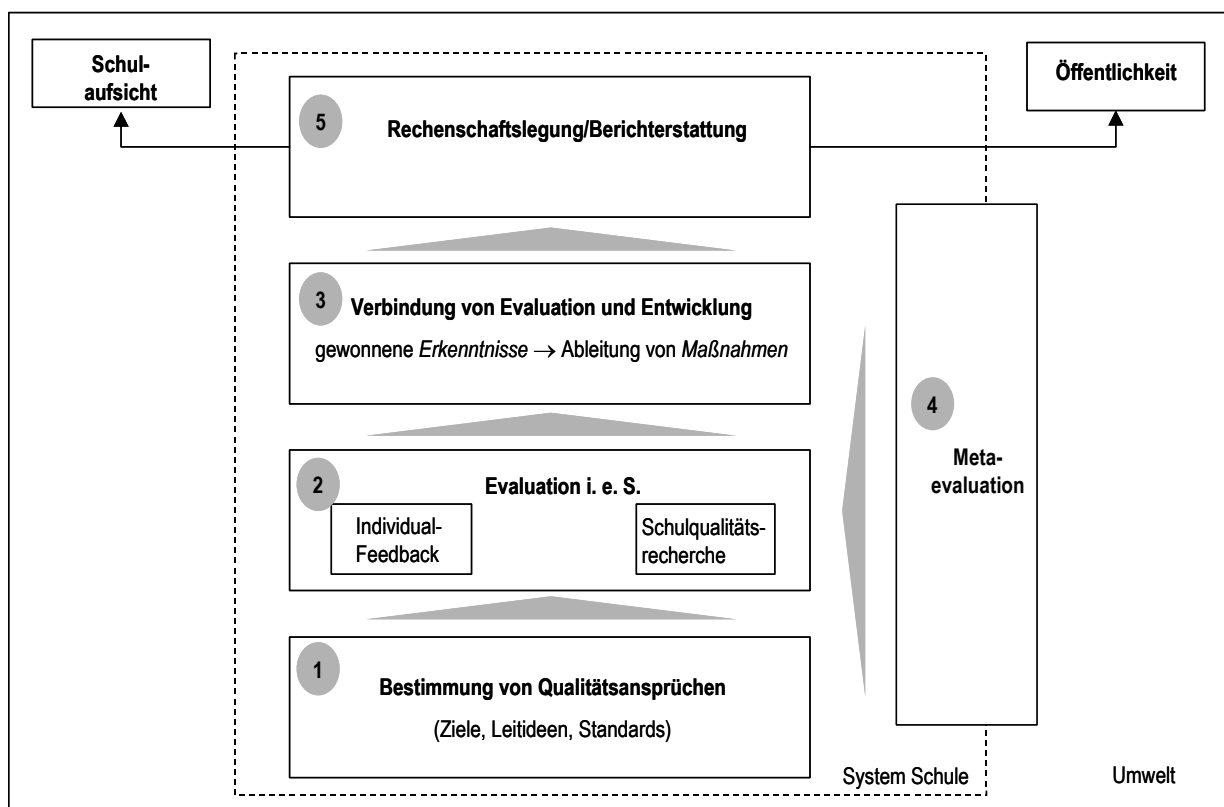 Schul-
aufsicht
Öffentlichkeit
5
Rechenschaftslegung/Berichterstattung
3
Verbindung von Evaluation und Entwicklung
gewonnene Erkenntnisse → Ableitung von Maßnahmen
4
Meta-
evaluation
2
Evaluation i. e. S.
Individual-
Feedback
Schulqualitäts-
recherche
1
Bestimmung von Qualitätsansprüchen
(Ziele, Leitideen, Standards)
System Schule
Umwelt